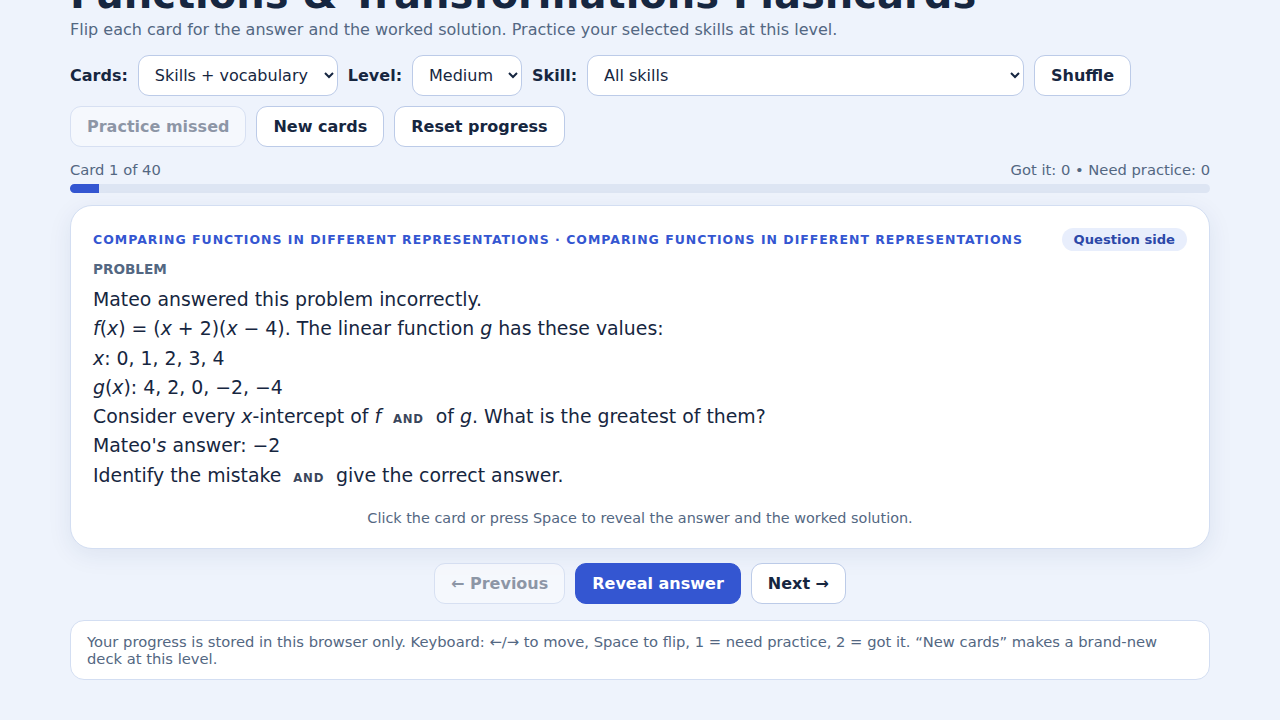 Functions & Transformations Flashcards
Flip each card for the answer and the worked solution. Practice your selected skills at this level.
Cards: Skills + vocabulary Level: Medium Skill: All skills Shuffle
Practice missed New cards Reset progress
Card 1 of 40 Got it: 0 • Need practice: 0
COMPARING FUNCTIONS IN DIFFERENT REPRESENTATIONS · COMPARING FUNCTIONS IN DIFFERENT REPRESENTATIONS Question side
PROBLEM
Mateo answered this problem incorrectly.
f(x) = (x + 2)(x − 4). The linear function g has these values:
x: 0, 1, 2, 3, 4
g(x): 4, 2, 0, −2, −4
Consider every x-intercept of f AND of g. What is the greatest of them?
Mateo's answer: −2
Identify the mistake AND give the correct answer.
Click the card or press Space to reveal the answer and the worked solution.
← Previous Reveal answer Next →
Your progress is stored in this browser only. Keyboard: ←/→ to move, Space to flip, 1 = need practice, 2 = got it. “New cards” makes a brand-new
deck at this level.